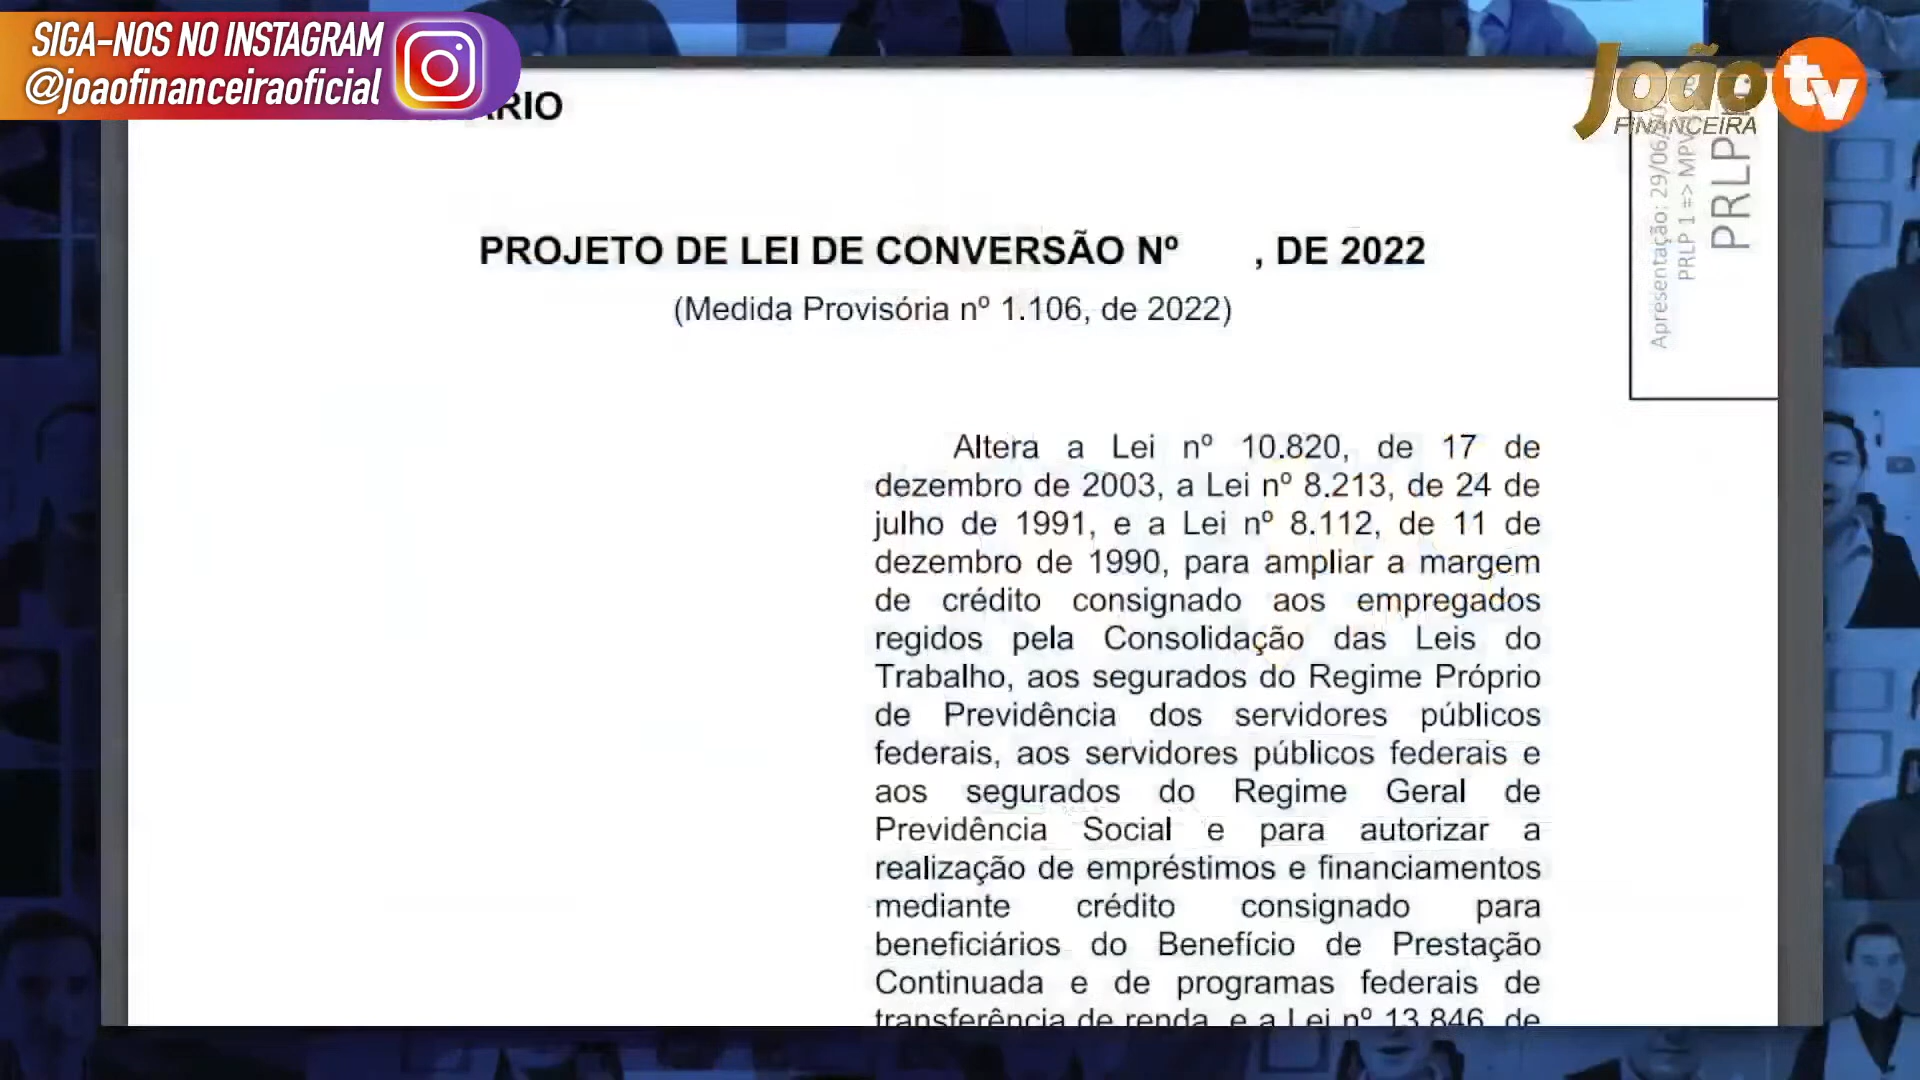 SIGA-NOS NO INSTAGRAM
@joaofinanceiraoficial
João
FINANCEIRA
tv
PROJETO DE LEI DE CONVERSÃO Nº , DE 2022
(Medida Provisória nº 1.106, de 2022)
Apresentação: 29/06/
PRLP 1 => MPV
PRLP
Altera a Lei nº 10.820, de 17 de
dezembro de 2003, a Lei nº 8.213, de 24 de
julho de 1991, e a Lei nº 8.112, de 11 de
dezembro de 1990, para ampliar a margem
de crédito consignado aos empregados
regidos pela Consolidação das Leis do
Trabalho, aos segurados do Regime Próprio
de Previdência dos servidores públicos
federais, aos servidores públicos federais e
aos segurados do Regime Geral de
Previdência Social e para autorizar a
realização de empréstimos e financiamentos
mediante crédito consignado para
beneficiários do Benefício de Prestação
Continuada e de programas federais de
transferência de renda, e a Lei nº 13.846, de